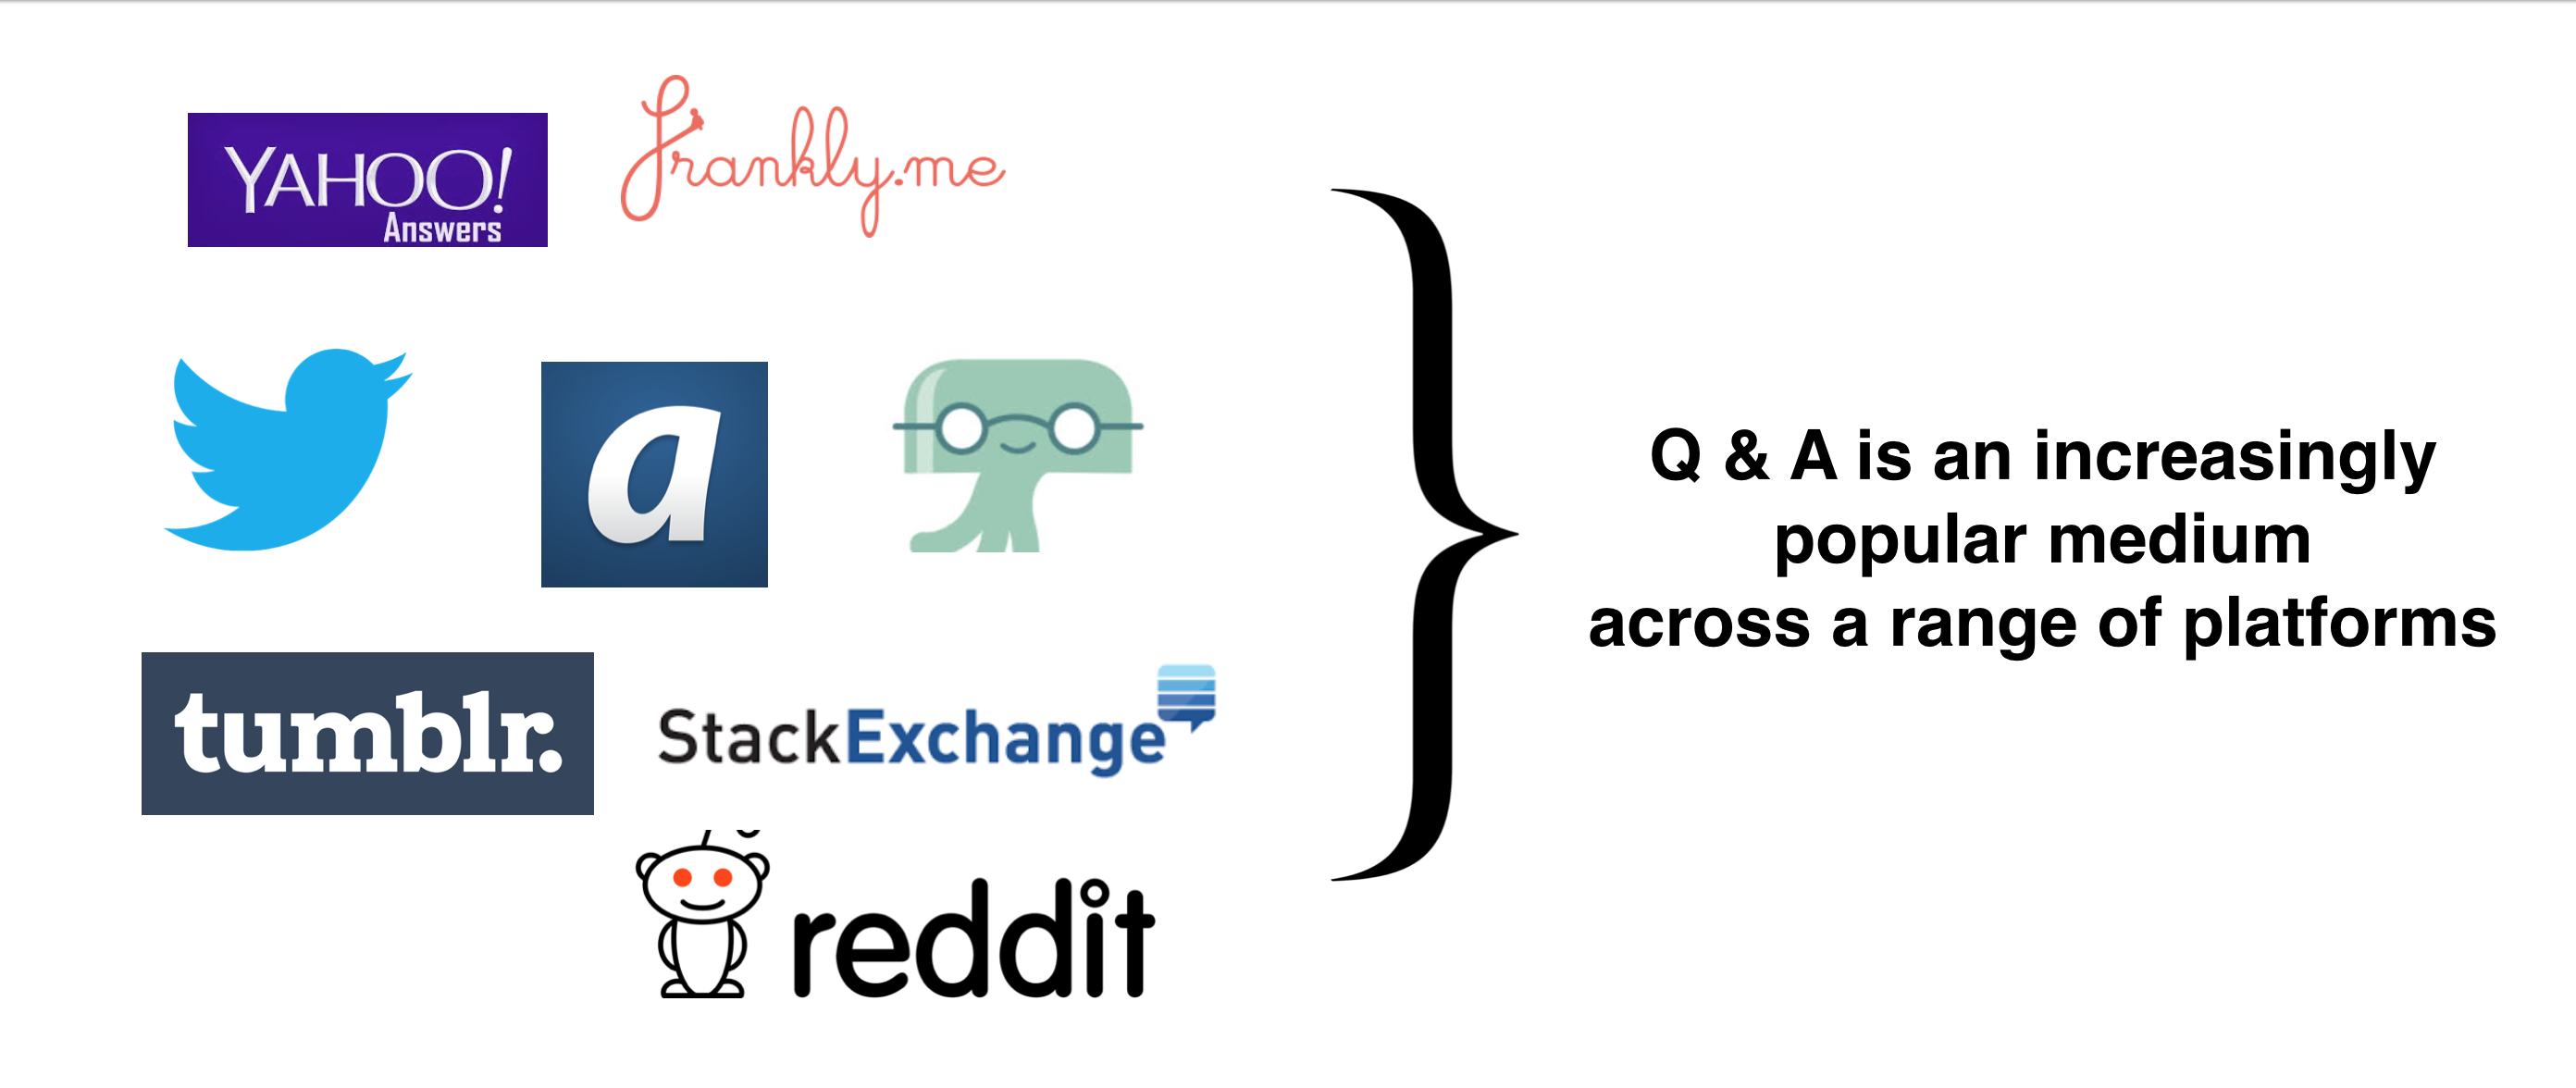 YAHOO!
Answers
frankly.me
a
tumblr.
StackExchange
reddit
Q & A is an increasingly
popular medium
across a range of platforms